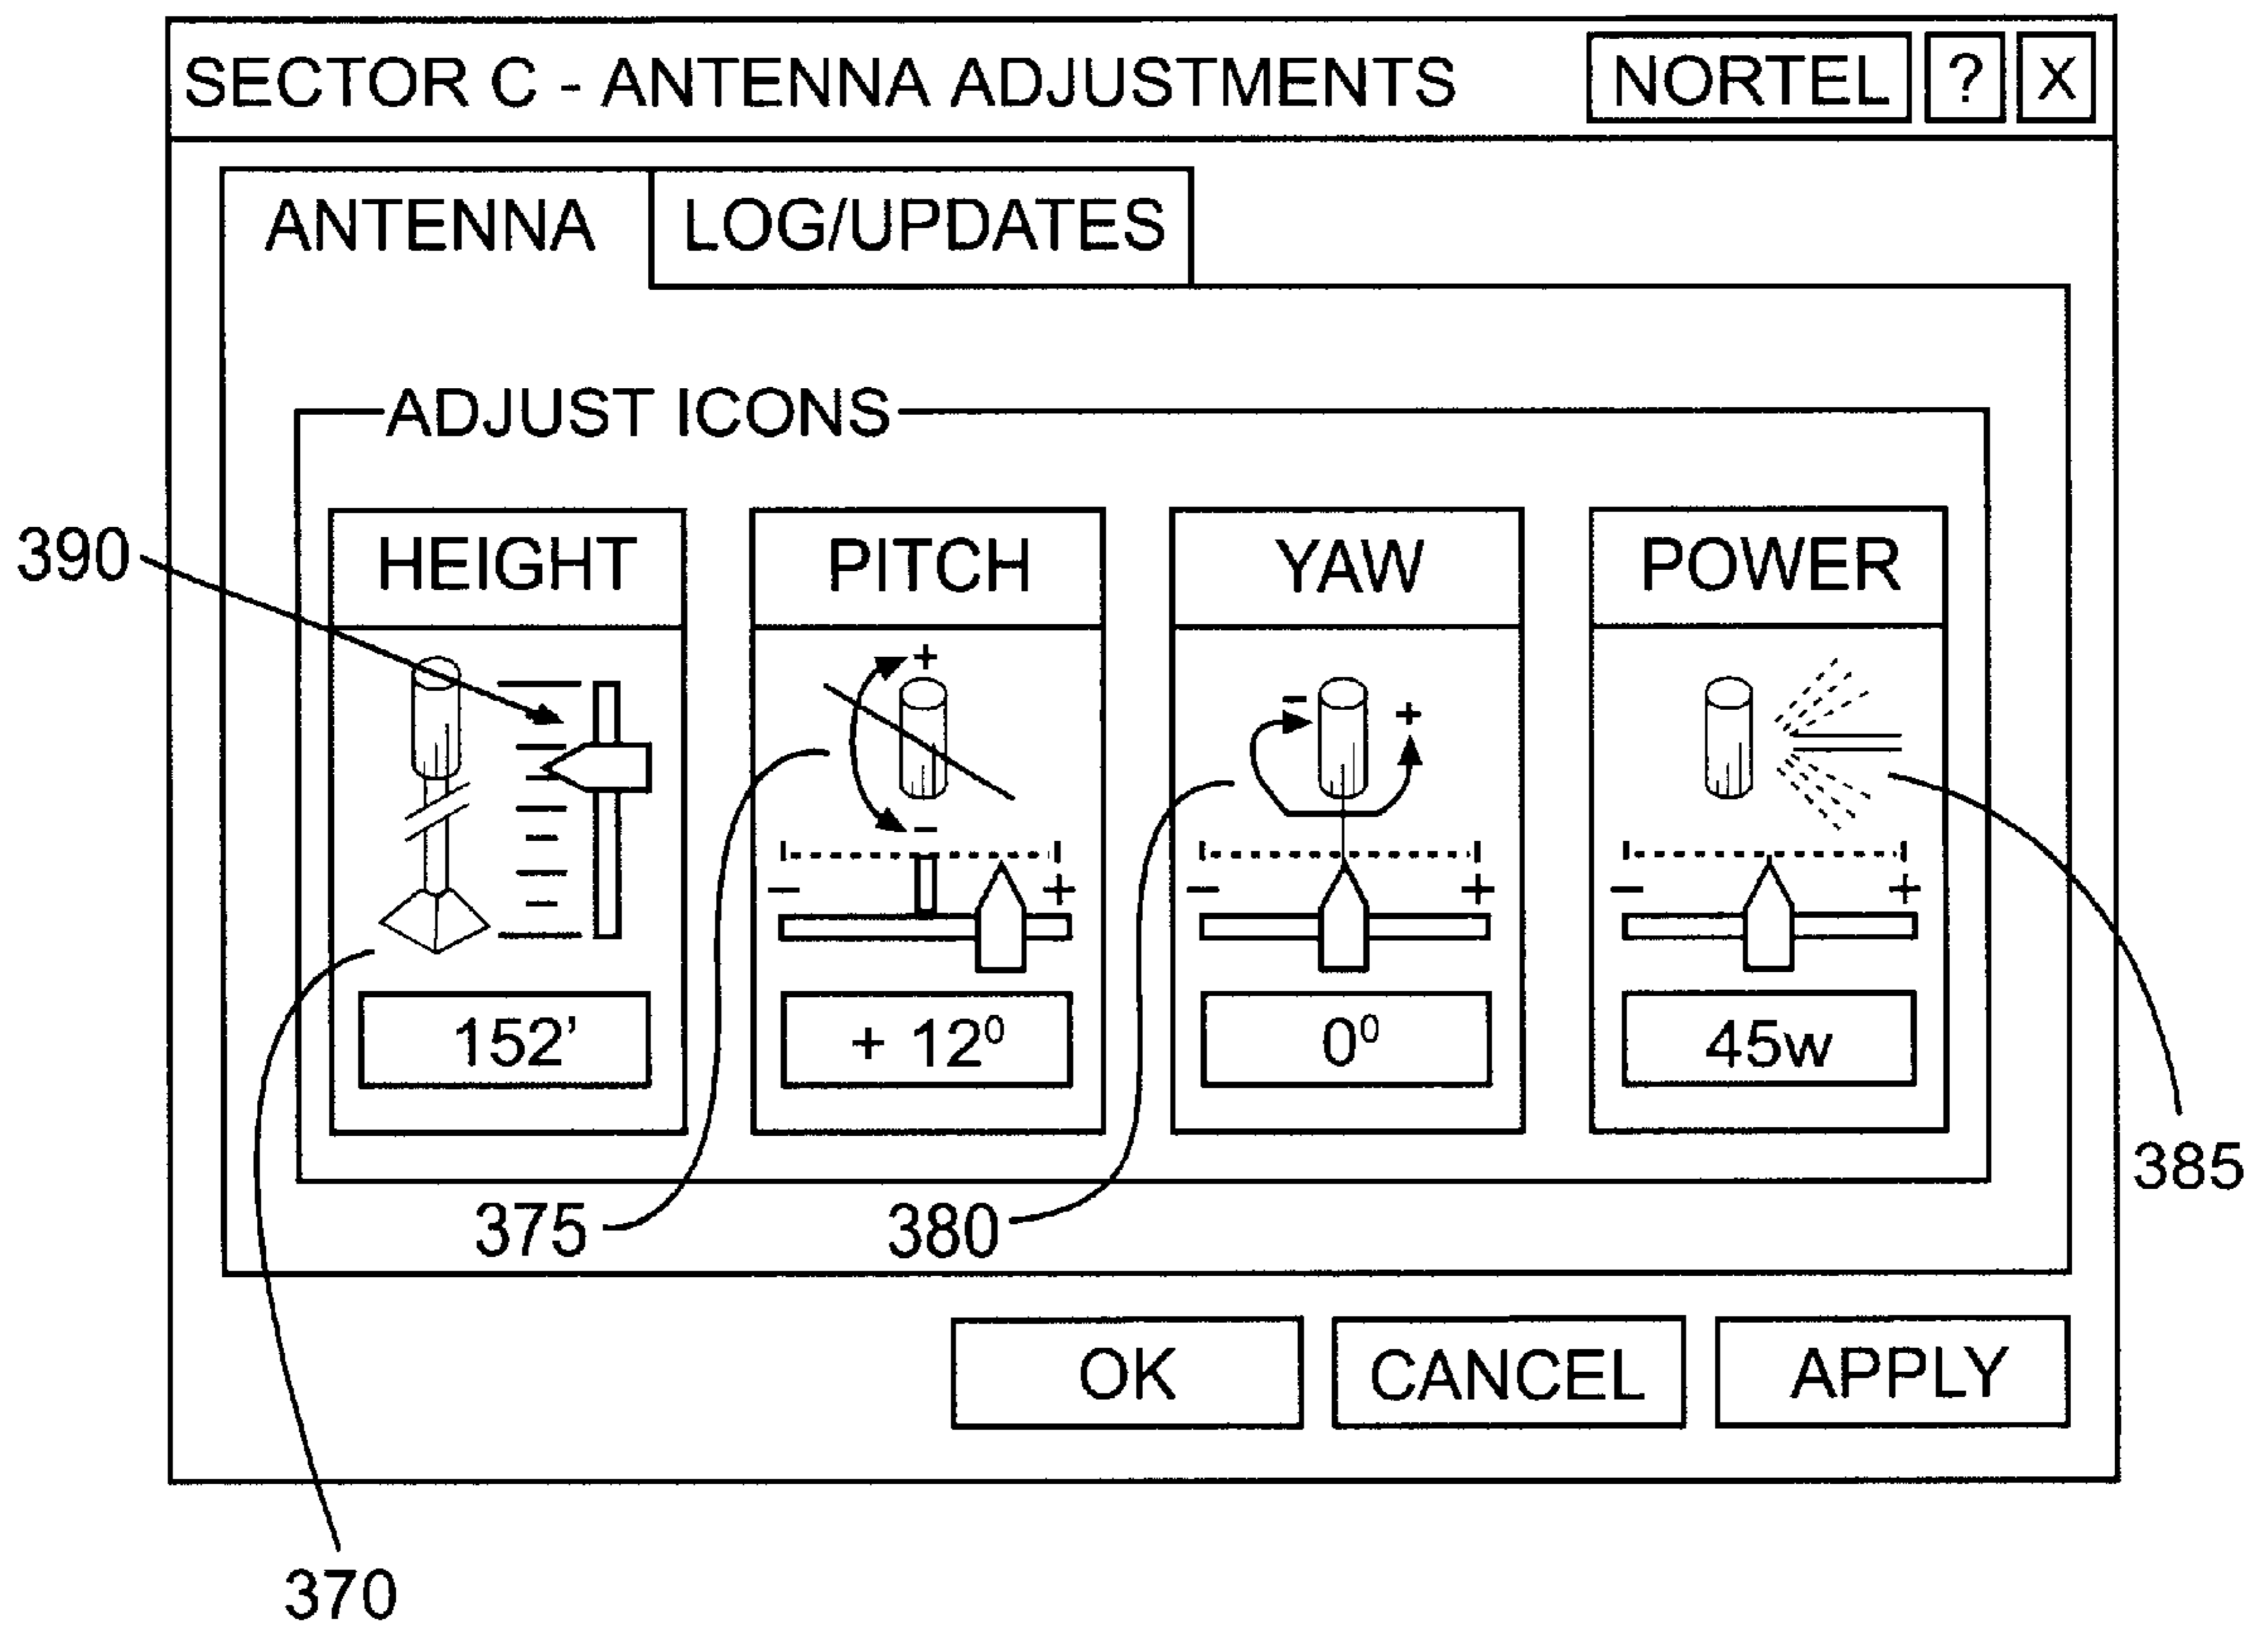 SECTOR C - ANTENNA ADJUSTMENTS NORTEL ? X
ANTENNA LOG/UPDATES
ADJUST ICONS
390
HEIGHT PITCH YAW POWER
+
- +
-
- + - + - +
152' + 12⁰ 0⁰ 45w
385
375 380
OK CANCEL APPLY
370